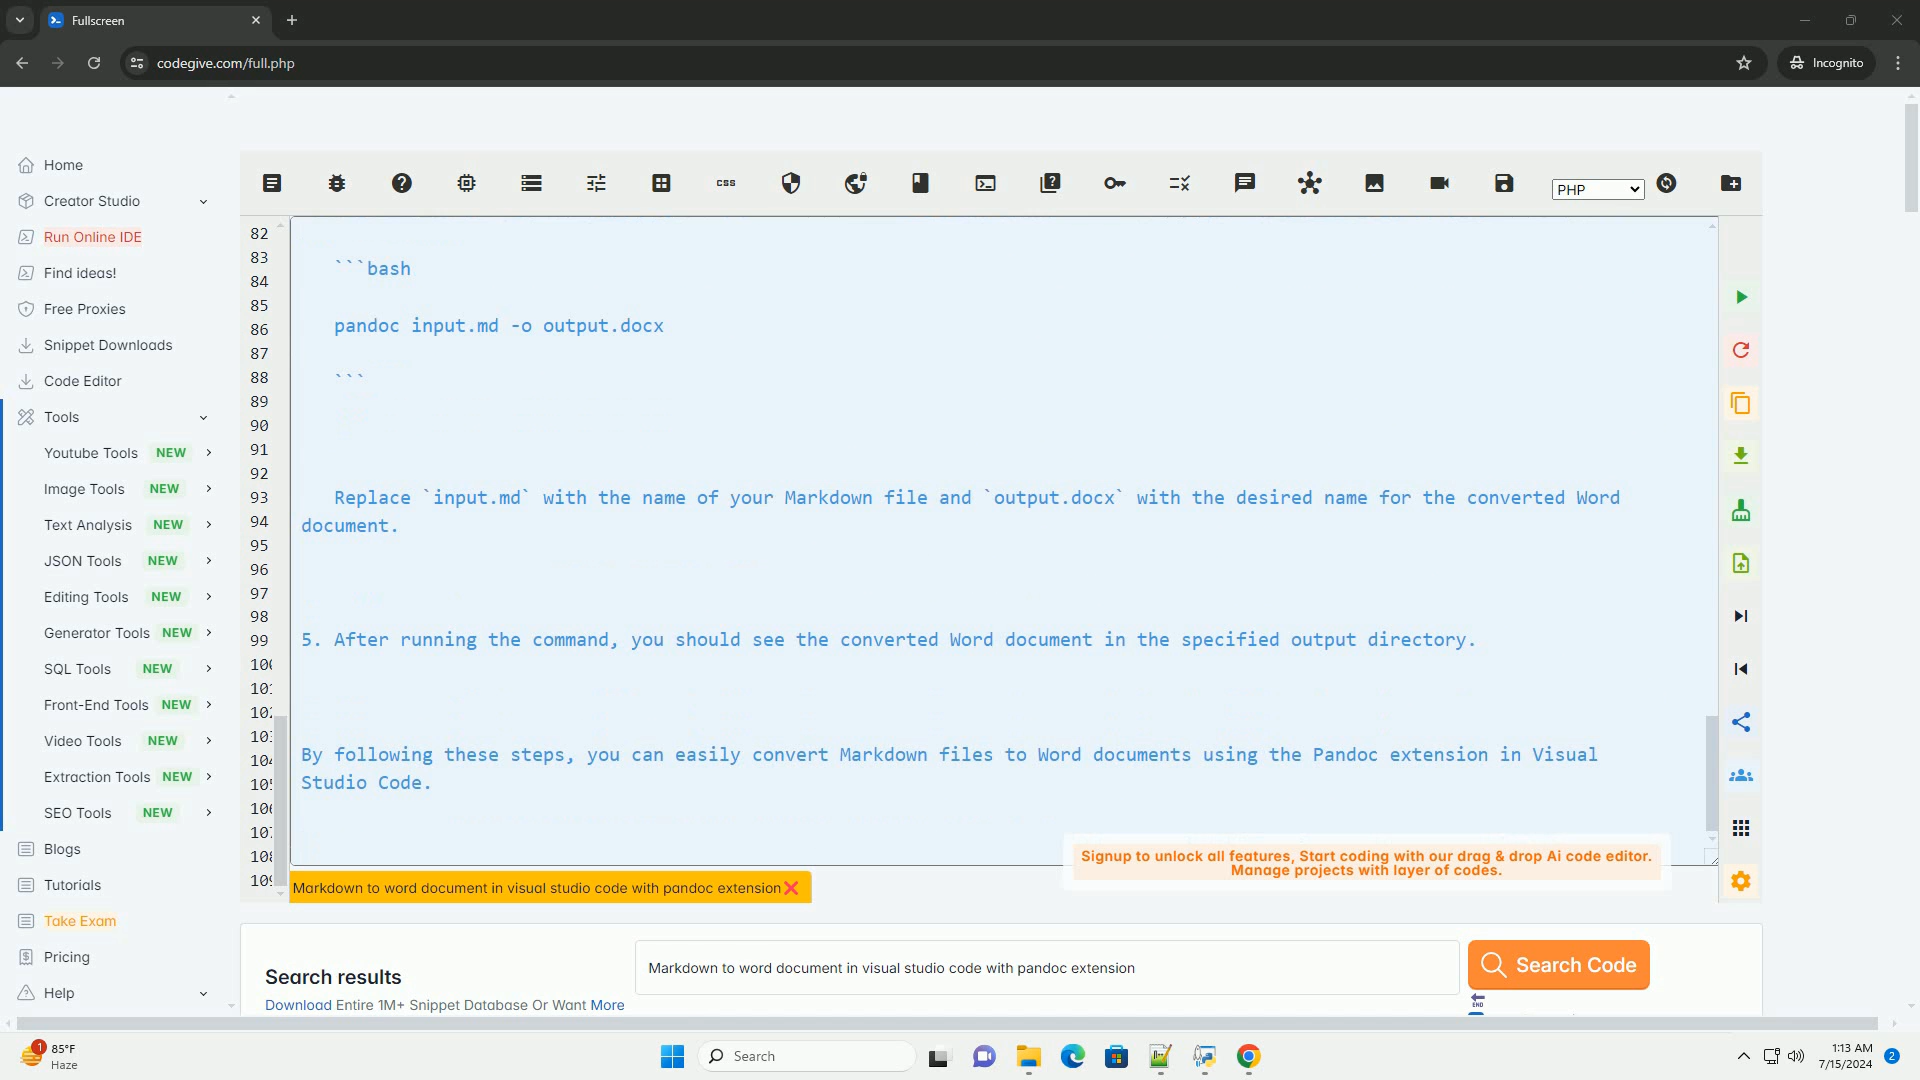 Fullscreen
codegive.com/full.php
Incognito
Home
Creator Studio
Run Online IDE
Find ideas!
Free Proxies
Snippet Downloads
Code Editor
Tools
Youtube Tools NEW
Image Tools NEW
Text Analysis NEW
JSON Tools NEW
Editing Tools NEW
Generator Tools NEW
SQL Tools NEW
Front-End Tools NEW
Video Tools NEW
Extraction Tools NEW
SEO Tools NEW
Blogs
Tutorials
Take Exam
Pricing
Help
css
PHP
82
83
84
85
86
87
88
89
90
91
92
93
94
95
96
97
98
99
```bash
pandoc input.md -o output.docx
```
Replace `input.md` with the name of your Markdown file and `output.docx` with the desired name for the converted Word
document.
5. After running the command, you should see the converted Word document in the specified output directory.
By following these steps, you can easily convert Markdown files to Word documents using the Pandoc extension in Visual
Studio Code.
Signup to unlock all features, Start coding with our drag & drop Ai code editor.
Manage projects with layer of codes.
Markdown to word document in visual studio code with pandoc extension
Search results
Download Entire 1M+ Snippet Database Or Want More
Markdown to word document in visual studio code with pandoc extension
Search Code
END
1
85°F
Haze
Search
1:13 AM
7/15/2024
2